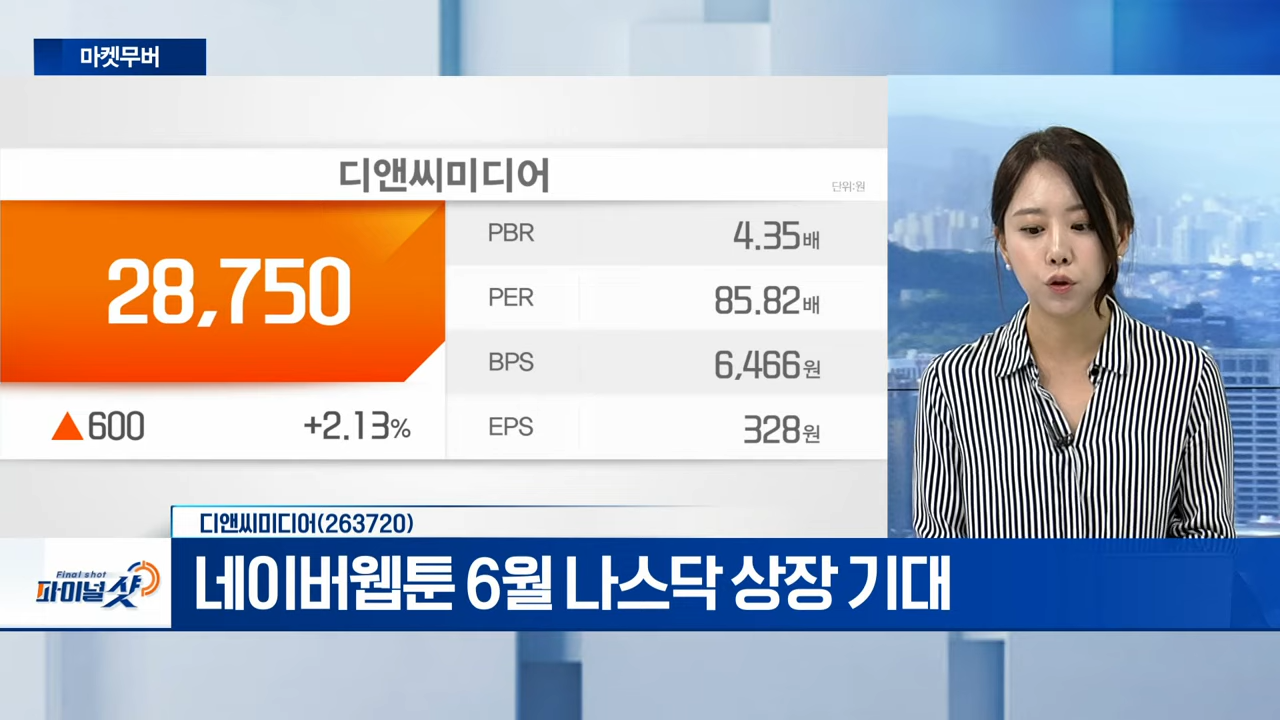 마켓무버
디앤씨미디어
단위:원
28,750
▲600 +2.13%
PBR 4.35배
PER 85.82배
BPS 6,466원
EPS 328원
디앤씨미디어(263720)
Final shot
파이널샷
네이버웹툰 6월 나스닥 상장 기대